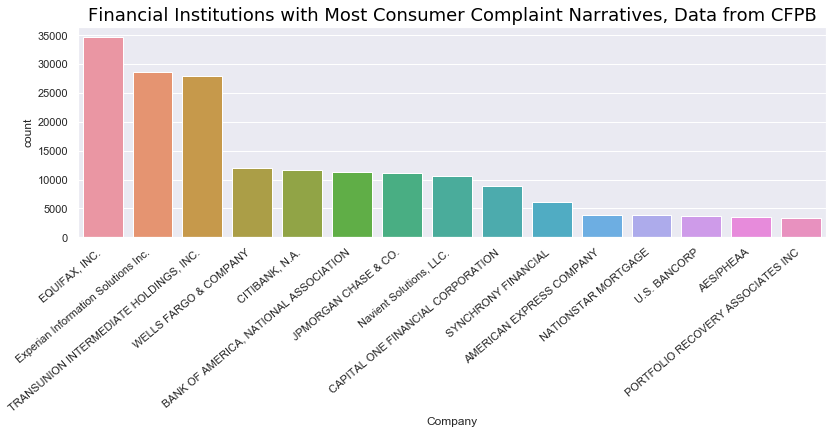 Financial Institutions with Most Consumer Complaint Narratives, Data from CFPB
35000
30000
25000
20000
15000
10000
5000
0
count
EQUIFAX, INC.
Experian Information Solutions Inc.
TRANSUNION INTERMEDIATE HOLDINGS, INC.
WELLS FARGO & COMPANY
CITIBANK, N.A.
BANK OF AMERICA, NATIONAL ASSOCIATION
JPMORGAN CHASE & CO.
Navient Solutions, LLC.
CAPITAL ONE FINANCIAL CORPORATION
SYNCHRONY FINANCIAL
AMERICAN EXPRESS COMPANY
NATIONSTAR MORTGAGE
U.S. BANCORP
AES/PHEAA
PORTFOLIO RECOVERY ASSOCIATES INC
Company